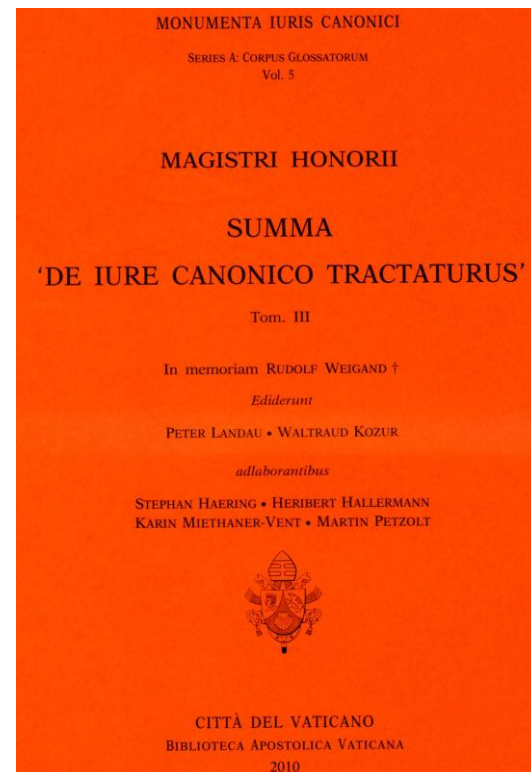 MONUMENTA IURIS CANONICI
SERIES A: CORPUS GLOSSATORUM
Vol. 5
MAGISTRI HONORII
SUMMA
'DE IURE CANONICO TRACTATURUS'
Tom. III
In memoriam RUDOLF WEIGAND †
Ediderunt
PETER LANDAU • WALTRAUD KOZUR
adlaborantibus
STEPHAN HAERING • HERIBERT HALLERMANN
KARIN MIETHANER-VENT • MARTIN PETZOLT
CITTÀ DEL VATICANO
BIBLIOTECA APOSTOLICA VATICANA
2010